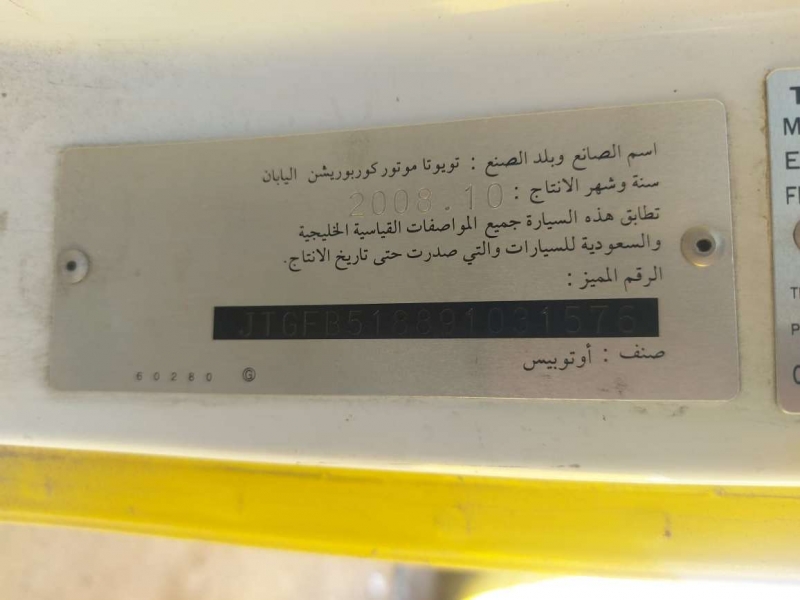 اسم الصانع وبلد الصنع : تويوتا موتور كوربوريشن اليابان
سنة وشهر الانتاج : 2008.10
تطابق هذه السيارة جميع المواصفات القياسية الخليجية
والسعودية للسيارات والتي صدرت حتى تاريخ الانتاج.
الرقم المميز :
JTGFB518891031576
صنف : أوتوبيس
60280 G